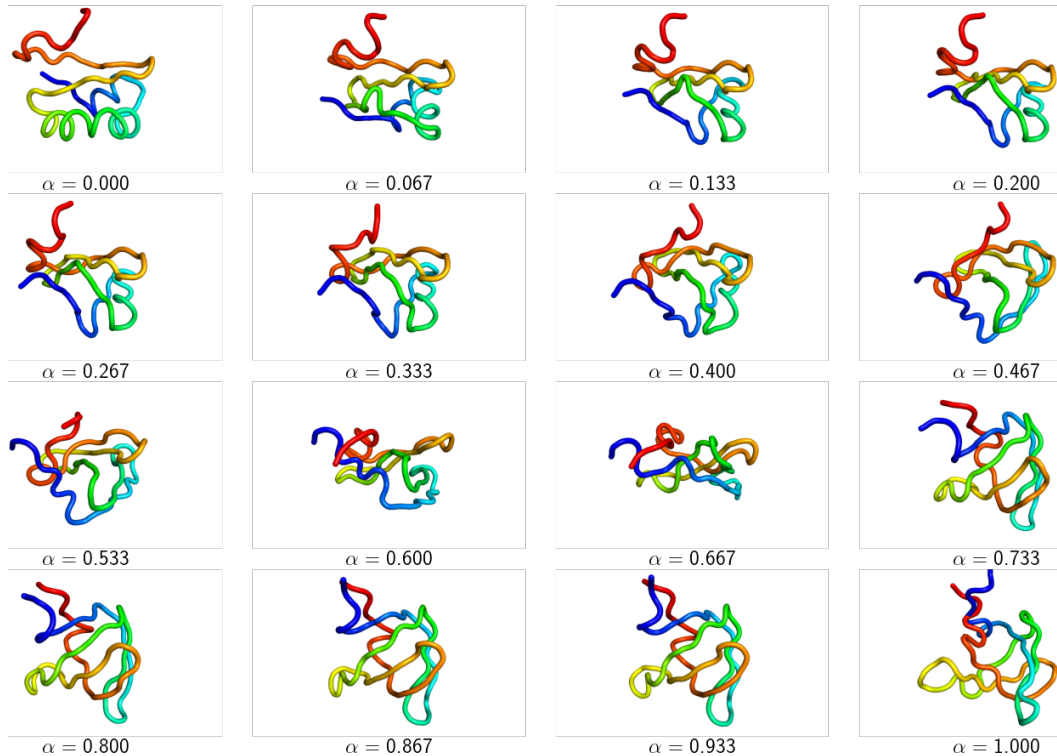 α = 0.000
α = 0.067
α = 0.133
α = 0.200
α = 0.267
α = 0.333
α = 0.400
α = 0.467
α = 0.533
α = 0.600
α = 0.667
α = 0.733
α = 0.800
α = 0.867
α = 0.933
α = 1.000